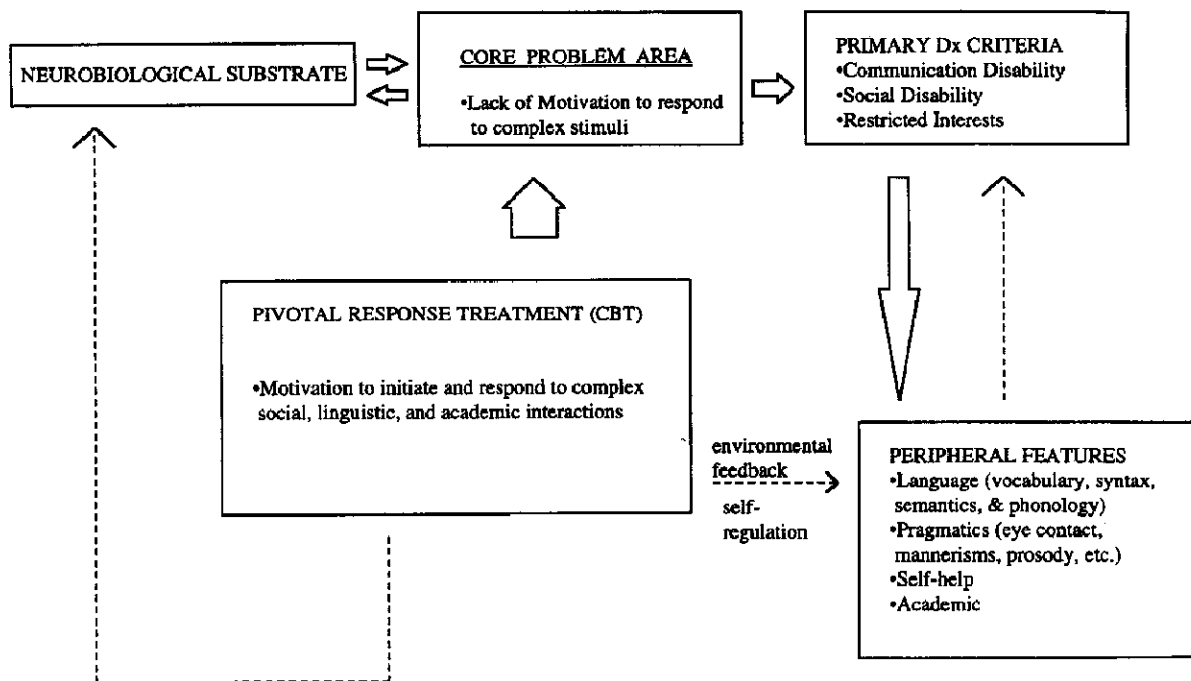 NEUROBIOLOGICAL SUBSTRATE
CORE PROBLEM AREA
•Lack of Motivation to respond
to complex stimuli
PRIMARY Dx CRITERIA
•Communication Disability
•Social Disability
•Restricted Interests
PIVOTAL RESPONSE TREATMENT (CBT)
•Motivation to initiate and respond to complex
social, linguistic, and academic interactions
environmental
feedback
self-
regulation
PERIPHERAL FEATURES
•Language (vocabulary, syntax,
semantics, & phonology)
•Pragmatics (eye contact,
mannerisms, prosody, etc.)
•Self-help
•Academic